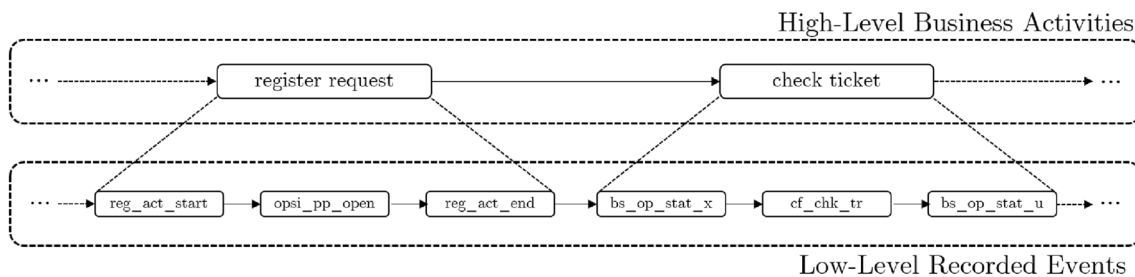 High-Level Business Activities
... register request check ticket ...
... reg_act_start opsi_pp_open reg_act_end bs_op_stat_x cf_chk_tr bs_op_stat_u ...
Low-Level Recorded Events